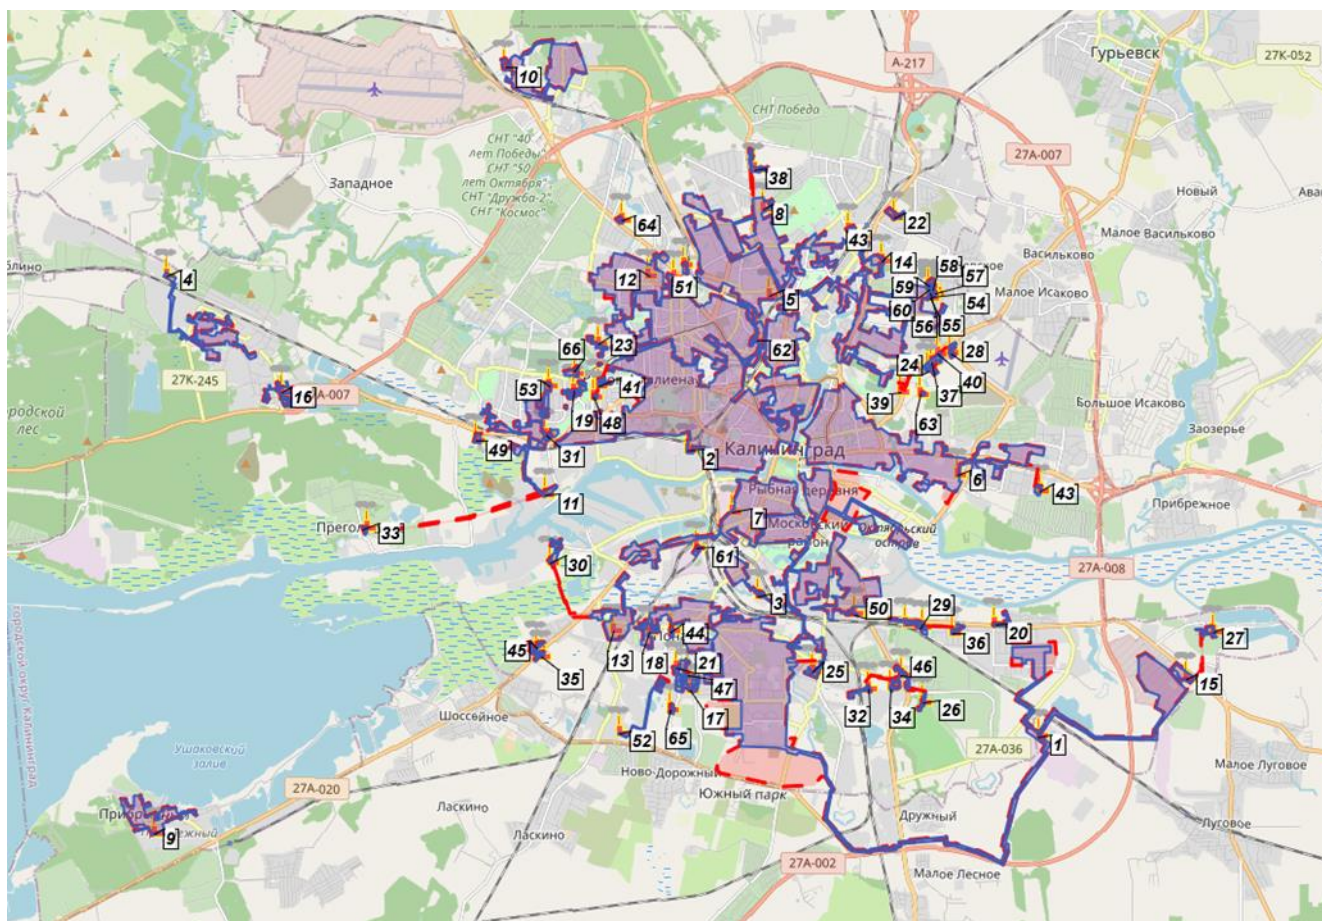 Гурьевск
27К-052
А-217
10]
СНТ Победа
СНТ "40
лет Победы"
СНТ "50
лет Октября"
СНТ "Дружба-2"
СНТ "Космос"
27А-007
Западное
38]
Новый
8]
64]
43]
22]
Малое Васильково
Васильково
4]
12]
51]
14]
58]
57]
59]
Малое Исаково
5]
60]
54]
56]
55]
66]
23]
62]
28]
24]
27К-245
53]
41]
40]
16]
19]
39]
37]
Большое Исаково
48]
63]
Заозерье
49]
31]
2]
Калининград
6]
43]
11]
Рыбная деревня
Прибрежное
33]
7]
Московский
район
Октябрьский
остров
61]
30]
27А-008
3]
50]
29]
20]
27]
36]
44]
45]
13]
18]
21]
46]
35]
47]
25]
15]
32]
34]
26]
17]
Шоссейное
52]
65]
1]
городской округ Калининград
Ушаковский
залив
27А-036
Малое Луговое
Ново-Дорожный
27А-020
Южный парк
Ласкино
Дружный
Луговое
9]
Ласкино
27А-002
Малое Лесное